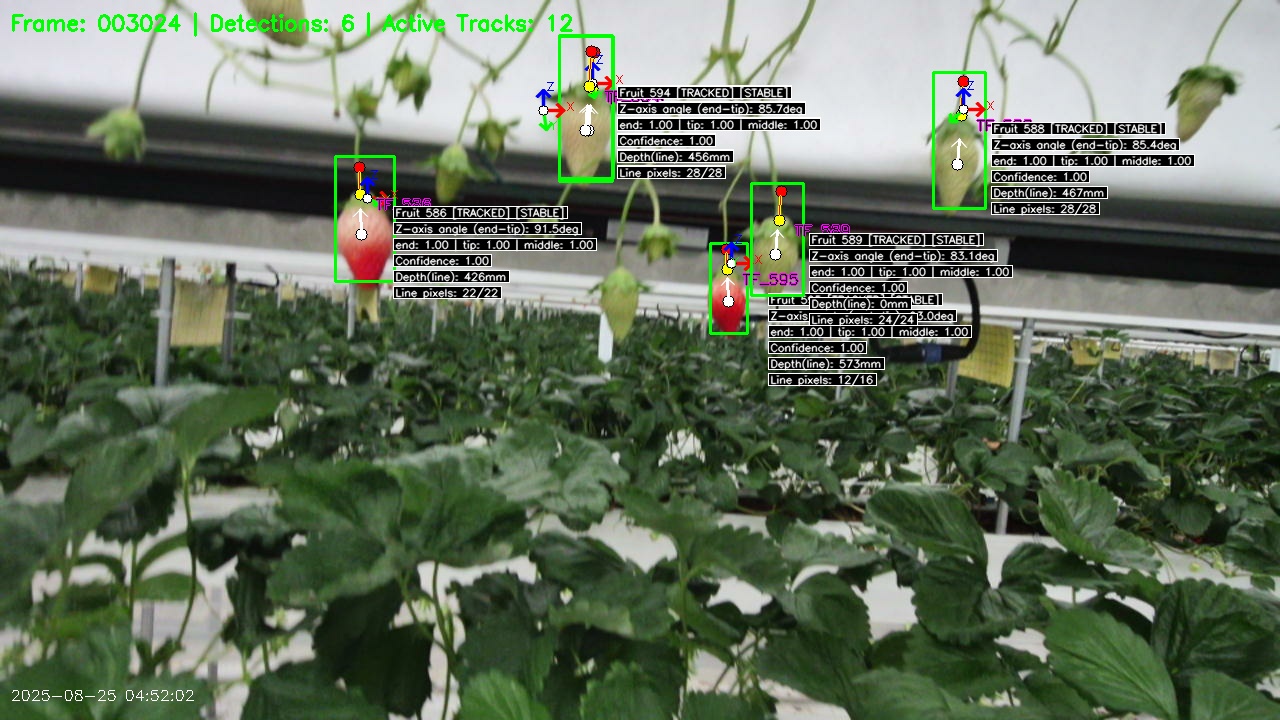 Frame: 003024 | Detections: 6 | Active Tracks: 12
Fruit 594 [TRACKED] [STABLE]
Z-axis angle (end-tip): 85.7deg
end: 1.00 | tip: 1.00 | middle: 1.00
Confidence: 1.00
Depth(line): 456mm
Line pixels: 28/28
Fruit 588 [TRACKED] [STABLE]
Z-axis angle (end-tip): 85.4deg
end: 1.00 | tip: 1.00 | middle: 1.00
Confidence: 1.00
Depth(line): 467mm
Line pixels: 28/28
Fruit 586 [TRACKED] [STABLE]
Z-axis angle (end-tip): 91.5deg
end: 1.00 | tip: 1.00 | middle: 1.00
Confidence: 1.00
Depth(line): 426mm
Line pixels: 22/22
Fruit 589 [TRACKED] [STABLE]
Z-axis angle (end-tip): 83.1deg
end: 1.00 | tip: 1.00 | middle: 1.00
Confidence: 1.00
Depth(line): 0mm
Line pixels: 24/24
TF_595
Fruit
end: 1.00 | tip: 1.00 | middle: 1.00
Confidence: 1.00
Depth(line): 573mm
Line pixels: 12/16
2025-08-25 04:52:02